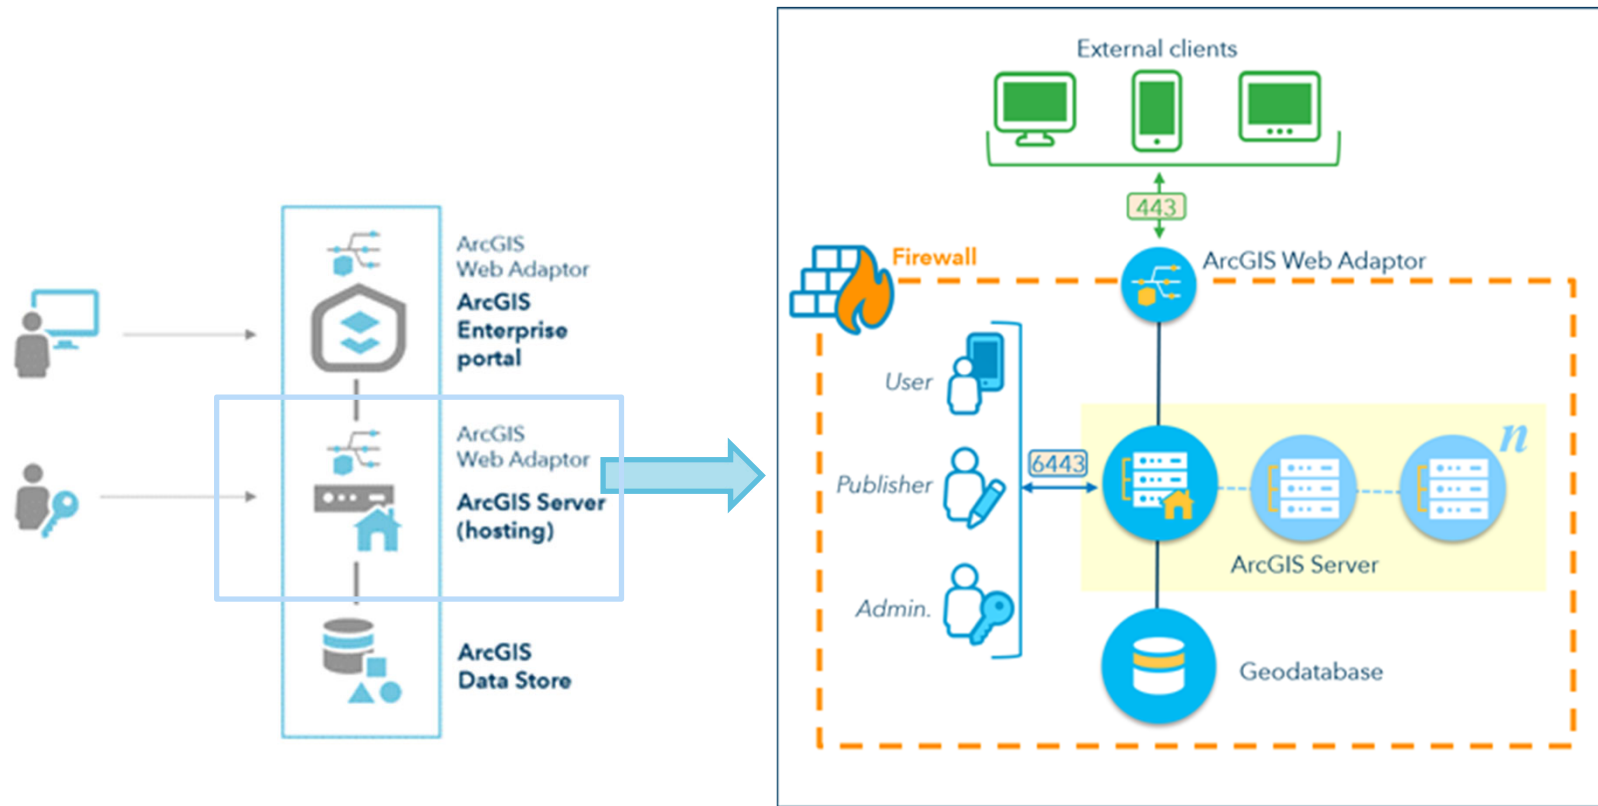 ArcGIS
Web Adaptor
ArcGIS
Enterprise
portal
ArcGIS
Web Adaptor
ArcGIS Server
(hosting)
ArcGIS
Data Store
External clients
443
Firewall
ArcGIS Web Adaptor
User
Publisher
Admin.
6443
n
ArcGIS Server
Geodatabase